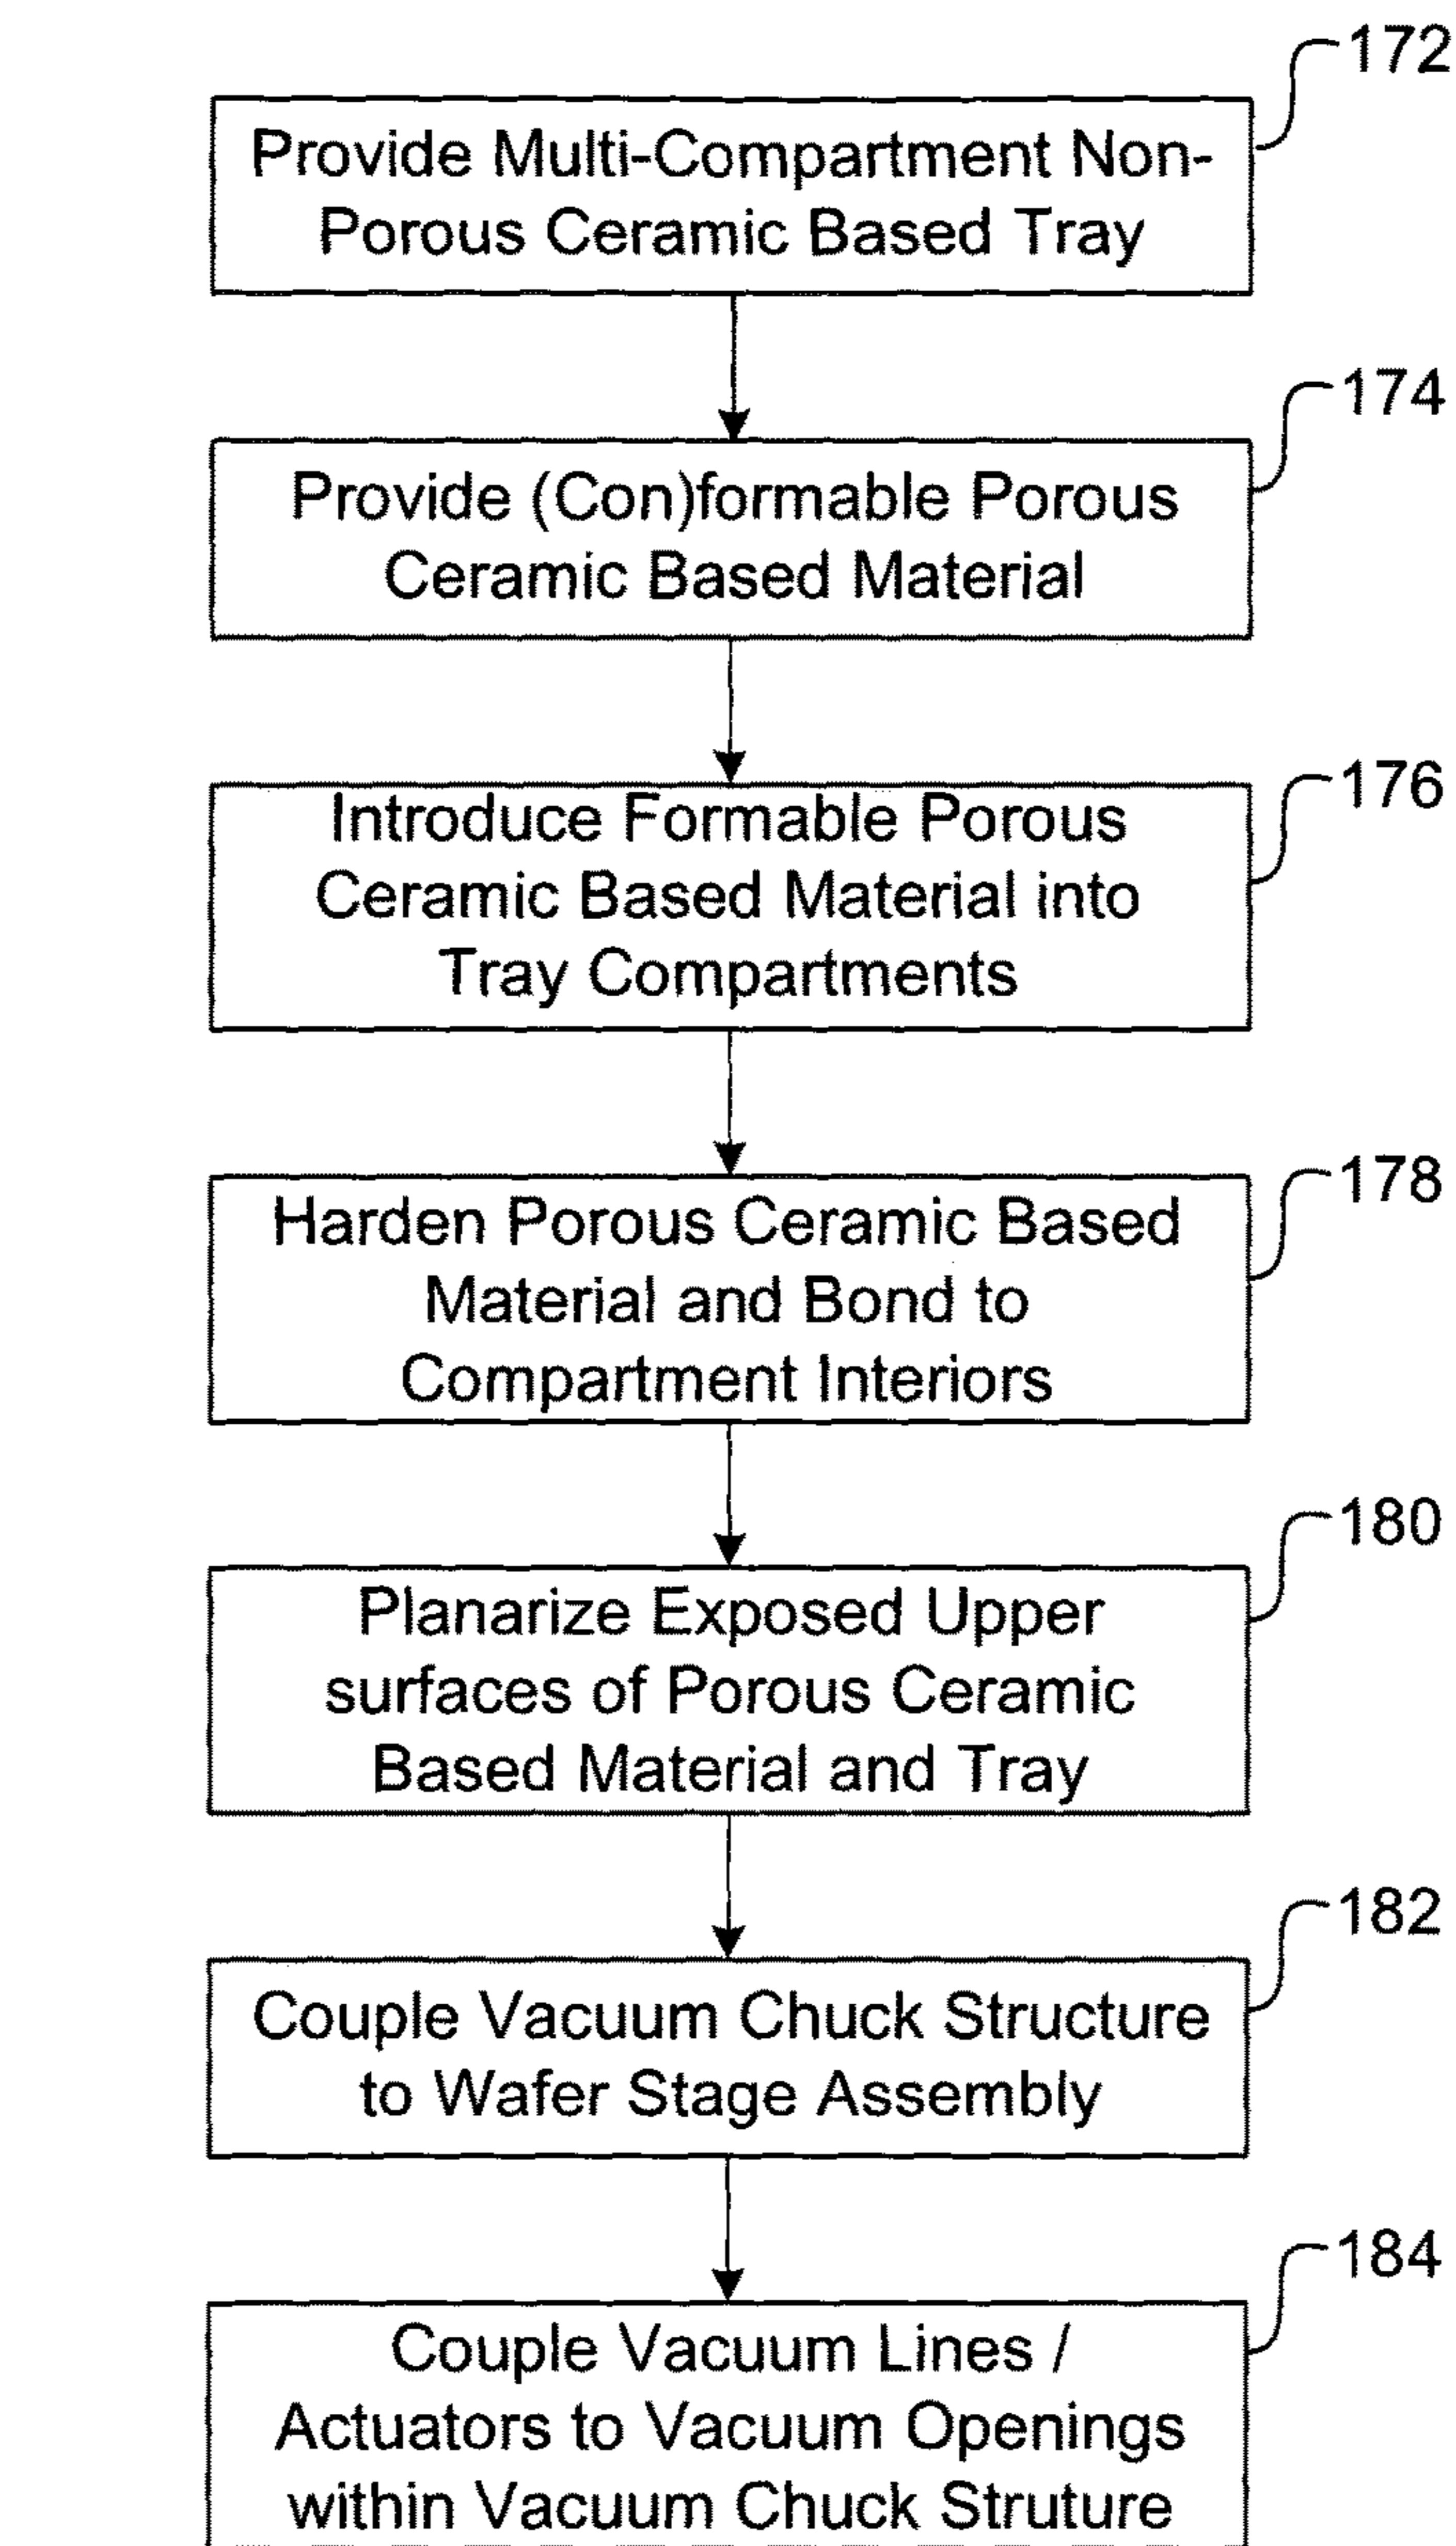 172
Provide Multi-Compartment Non-
Porous Ceramic Based Tray
174
Provide (Con)formable Porous
Ceramic Based Material
176
Introduce Formable Porous
Ceramic Based Material into
Tray Compartments
178
Harden Porous Ceramic Based
Material and Bond to
Compartment Interiors
180
Planarize Exposed Upper
surfaces of Porous Ceramic
Based Material and Tray
182
Couple Vacuum Chuck Structure
to Wafer Stage Assembly
184
Couple Vacuum Lines /
Actuators to Vacuum Openings
within Vacuum Chuck Struture